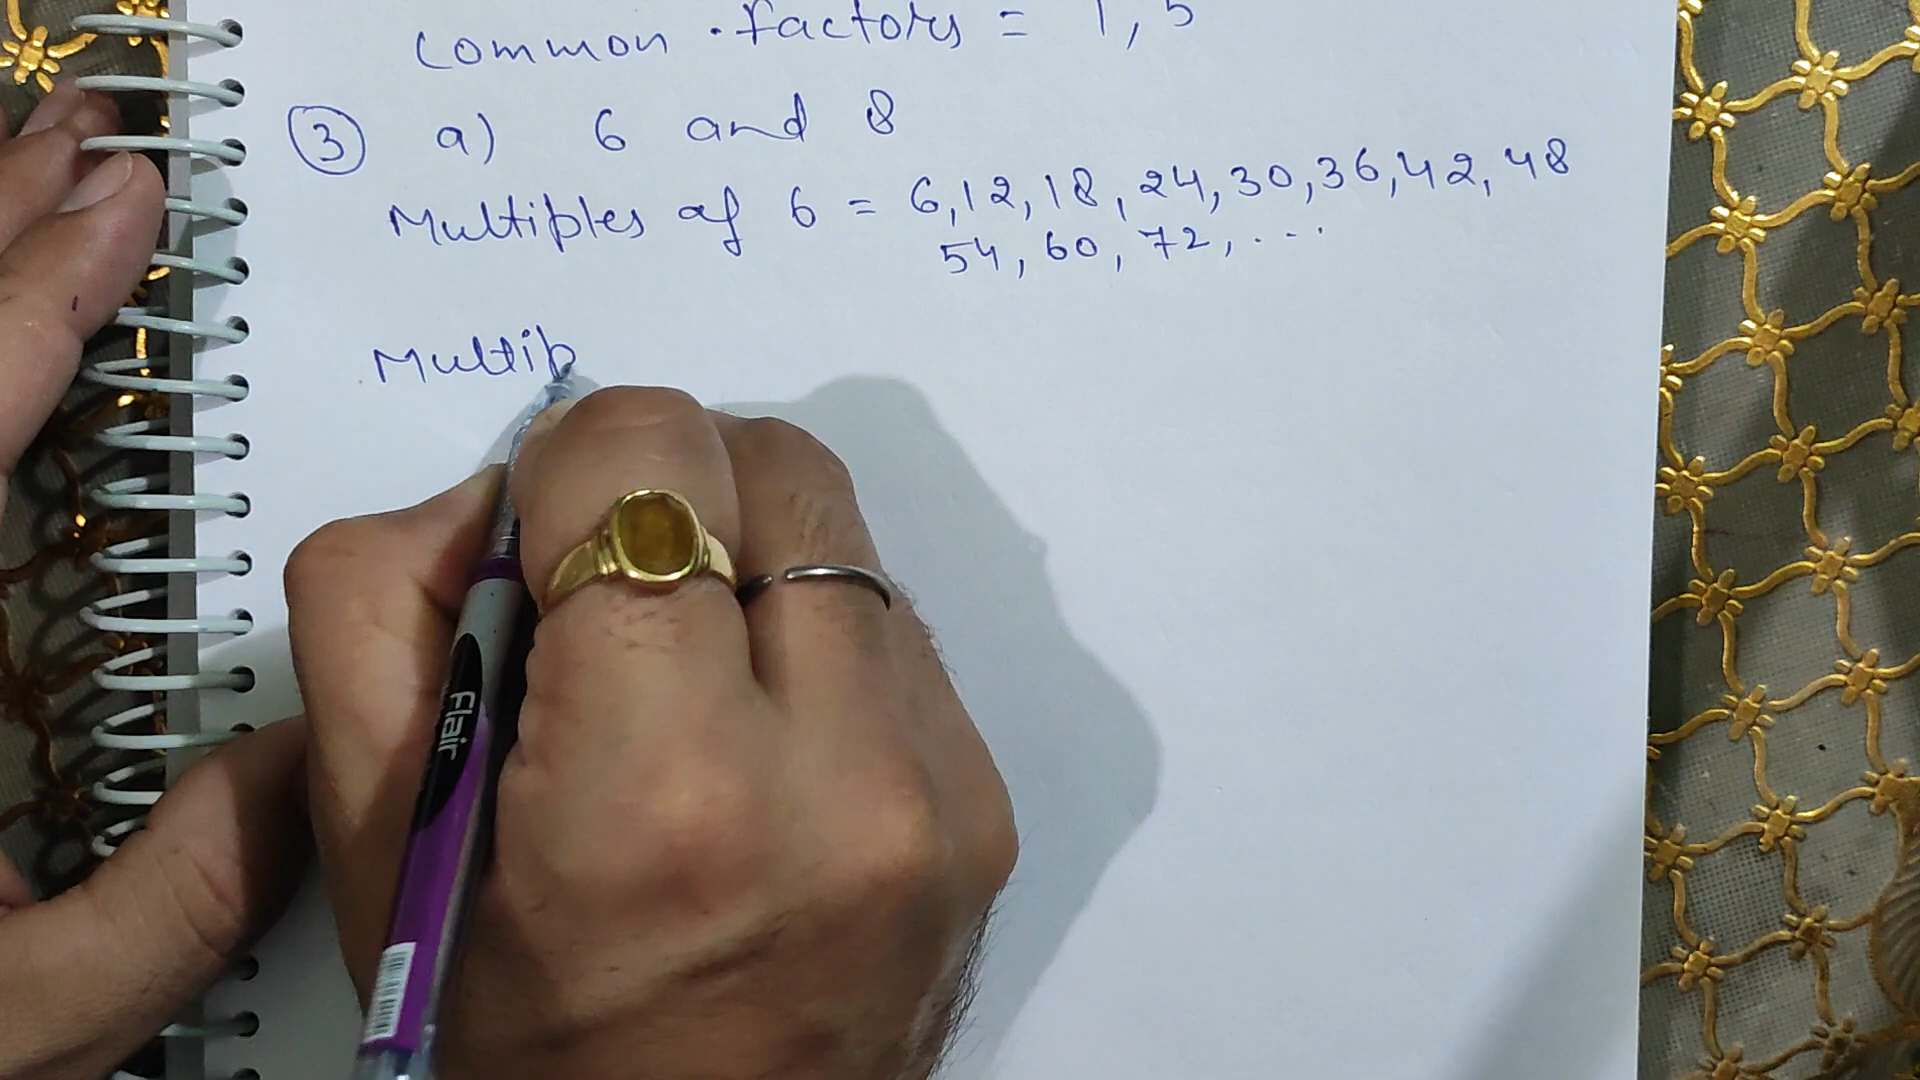 common factors = 1, 5
③ a) 6 and 8
Multiples of 6 = 6, 12, 18, 24, 30, 36, 42, 48
54, 60, 72, ...
Multip
Flair